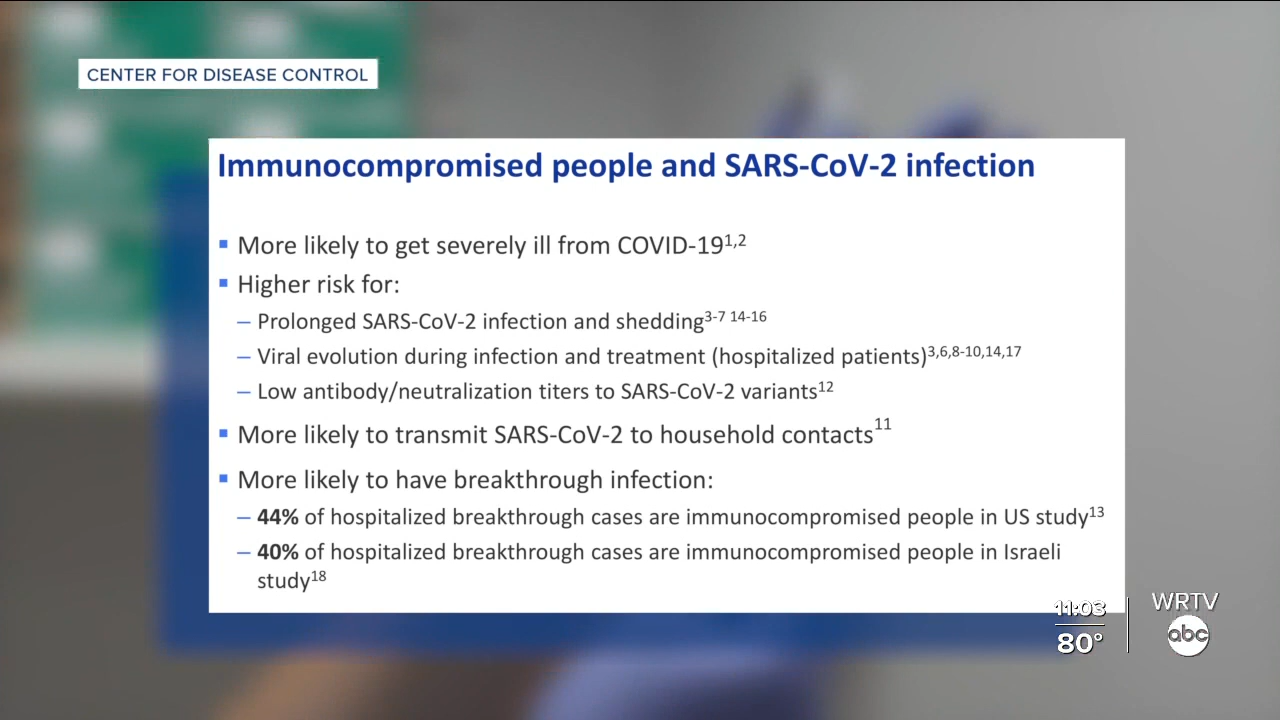 CENTER FOR DISEASE CONTROL
Immunocompromised people and SARS-CoV-2 infection
▪ More likely to get severely ill from COVID-19¹,²
▪ Higher risk for:
– Prolonged SARS-CoV-2 infection and shedding³⁻⁷ ¹⁴⁻¹⁶
– Viral evolution during infection and treatment (hospitalized patients)³,⁶,⁸⁻¹⁰,¹⁴,¹⁷
– Low antibody/neutralization titers to SARS-CoV-2 variants¹²
▪ More likely to transmit SARS-CoV-2 to household contacts¹¹
▪ More likely to have breakthrough infection:
– 44% of hospitalized breakthrough cases are immunocompromised people in US study¹³
– 40% of hospitalized breakthrough cases are immunocompromised people in Israeli
study¹⁸
11:03
80°
WRTV
abc